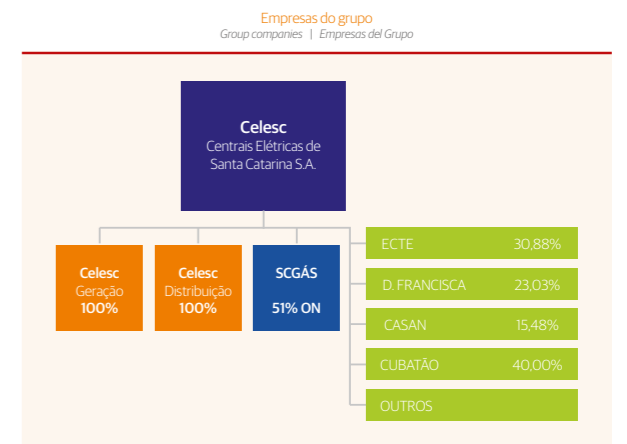 Empresas do grupo
Group companies | Empresas del Grupo
Celesc
Centrais Elétricas de
Santa Catarina S.A.
Celesc
Geração
100%
Celesc
Distribuição
100%
SCGÁS
51% ON
ECTE 30,88%
D. FRANCISCA 23,03%
CASAN 15,48%
CUBATÃO 40,00%
OUTROS